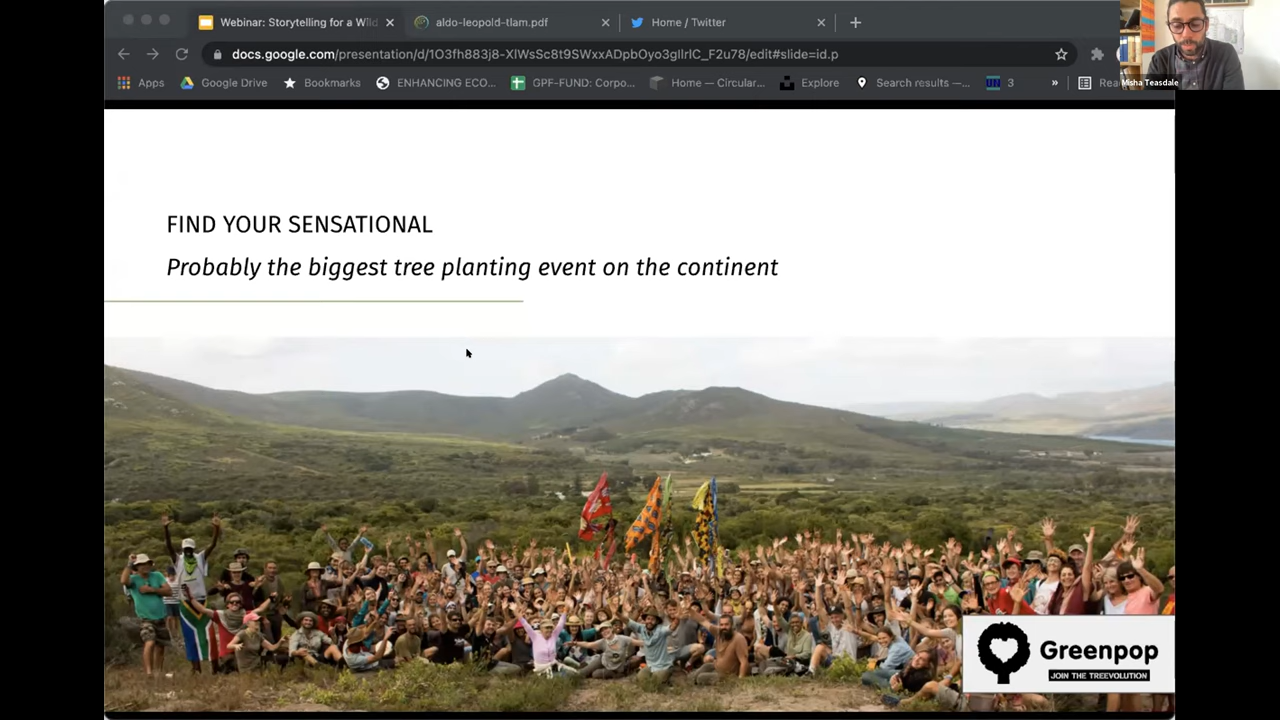 Webinar: Storytelling for a Wild
aldo-leopold-tlam.pdf
Home / Twitter
docs.google.com/presentation/d/1O3fh883j8-XIWsSc8t9SWxxADpbOyo3gIIrIC_F2u78/edit#slide=id.p
Apps
Google Drive
Bookmarks
ENHANCING ECO...
GPF-FUND: Corpo...
Home — Circular...
Explore
Search results —...
3
»
Rea
Misha Teasdale
FIND YOUR SENSATIONAL
Probably the biggest tree planting event on the continent
Greenpop
JOIN THE TREEVOLUTION